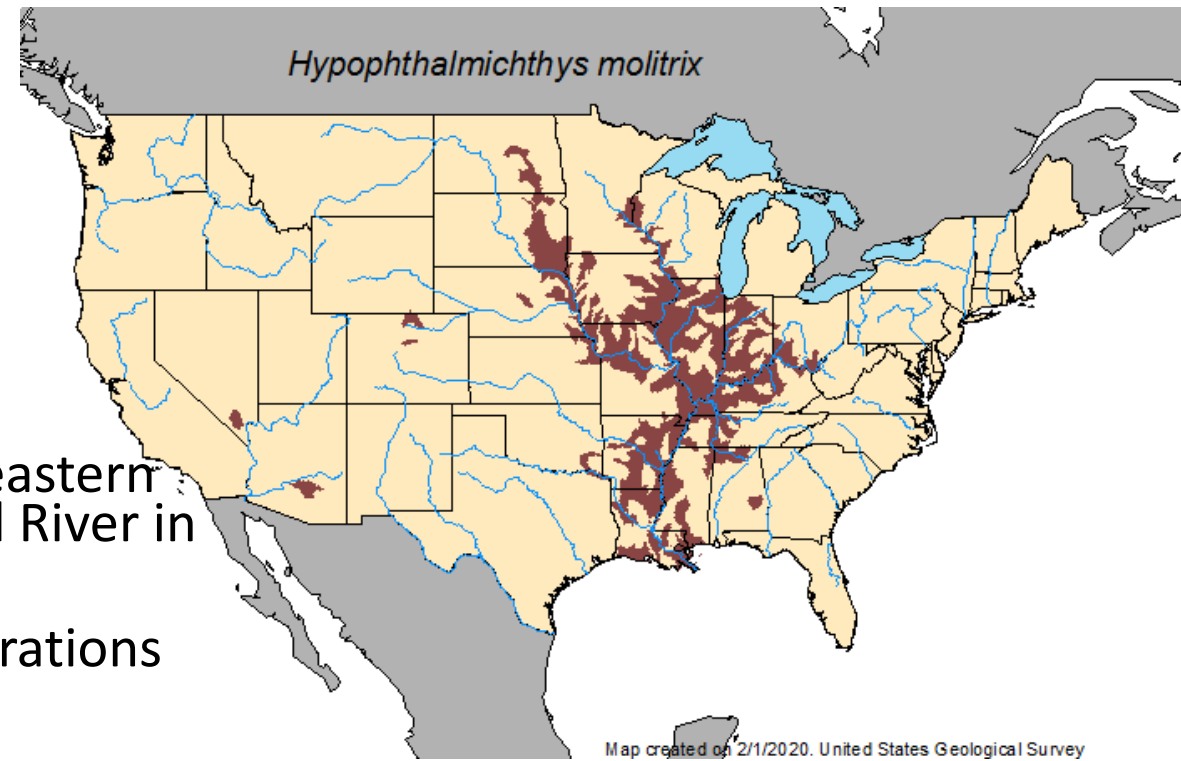 Hypophthalmichthys molitrix
eastern
River in
rations
Map created on 2/1/2020. United States Geological Survey